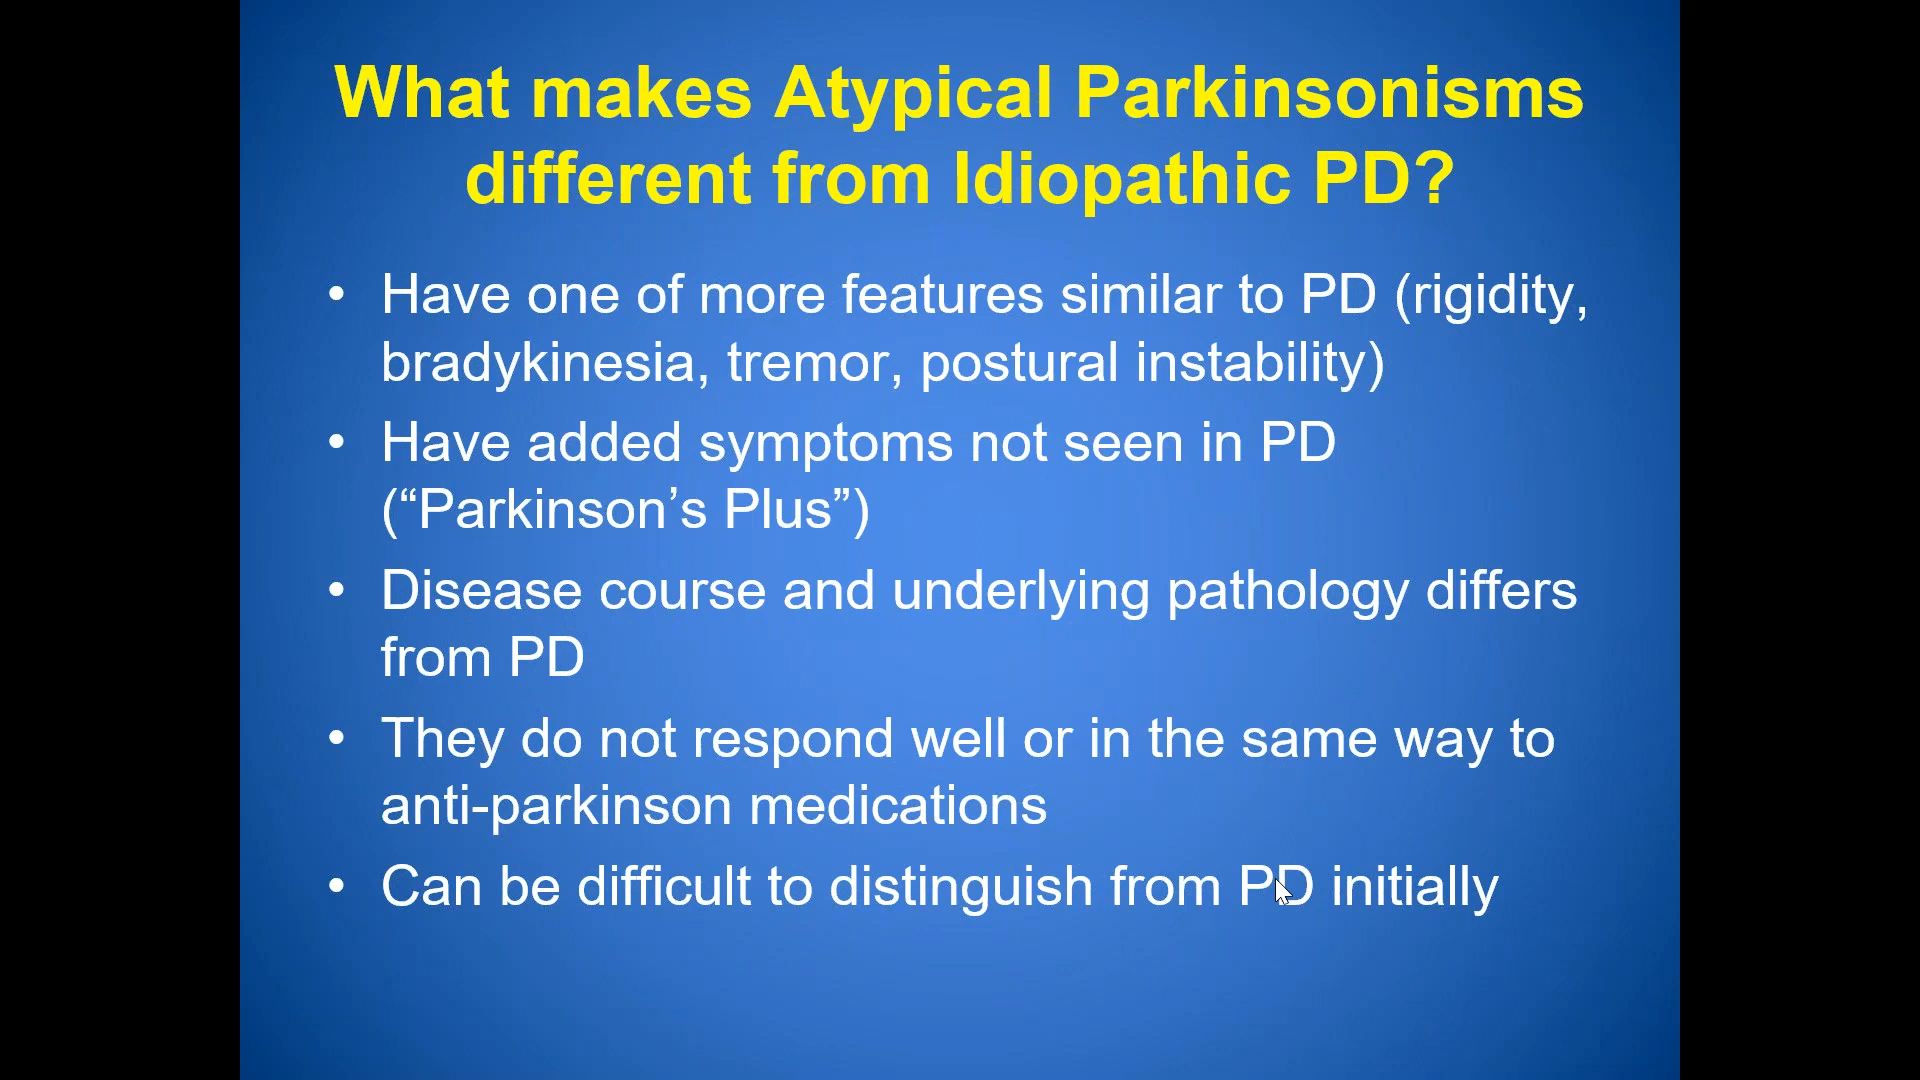 What makes Atypical Parkinsonisms
different from Idiopathic PD?
• Have one of more features similar to PD (rigidity,
bradykinesia, tremor, postural instability)
• Have added symptoms not seen in PD
(“Parkinson’s Plus”)
• Disease course and underlying pathology differs
from PD
• They do not respond well or in the same way to
anti-parkinson medications
• Can be difficult to distinguish from PD initially